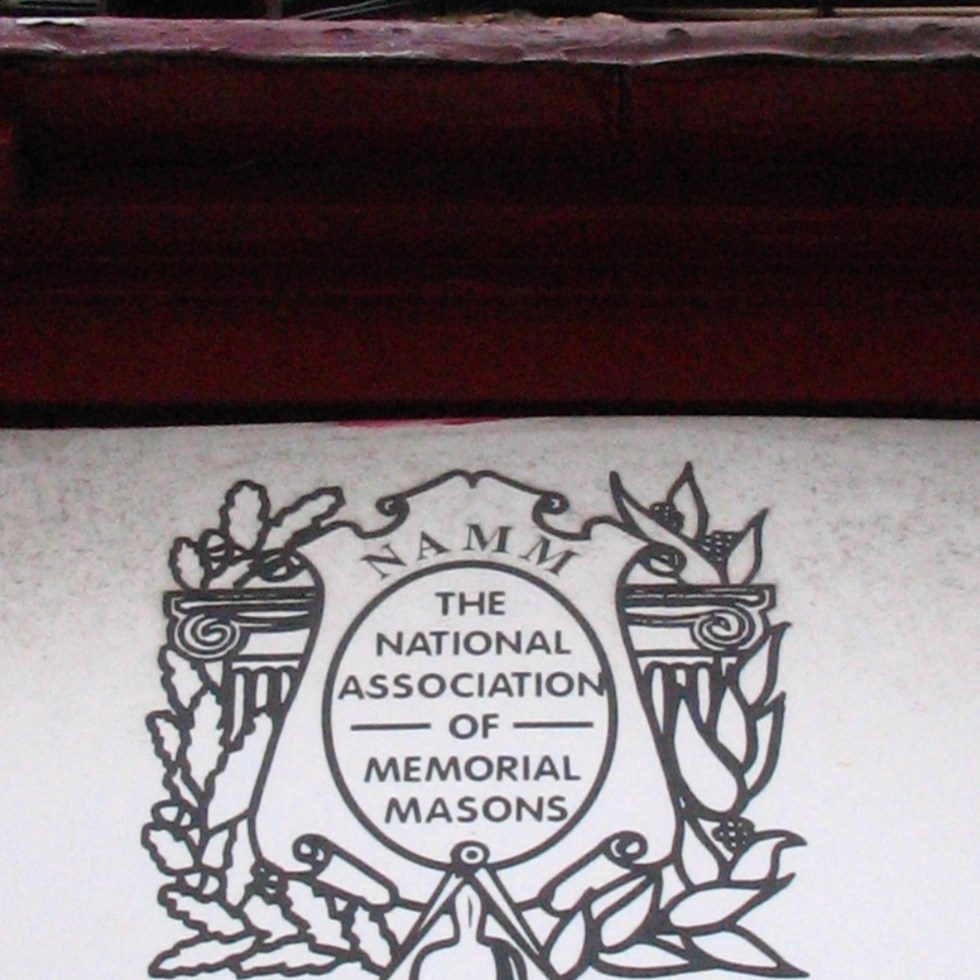 NAMM
THE
NATIONAL
ASSOCIATION
OF
MEMORIAL
MASONS